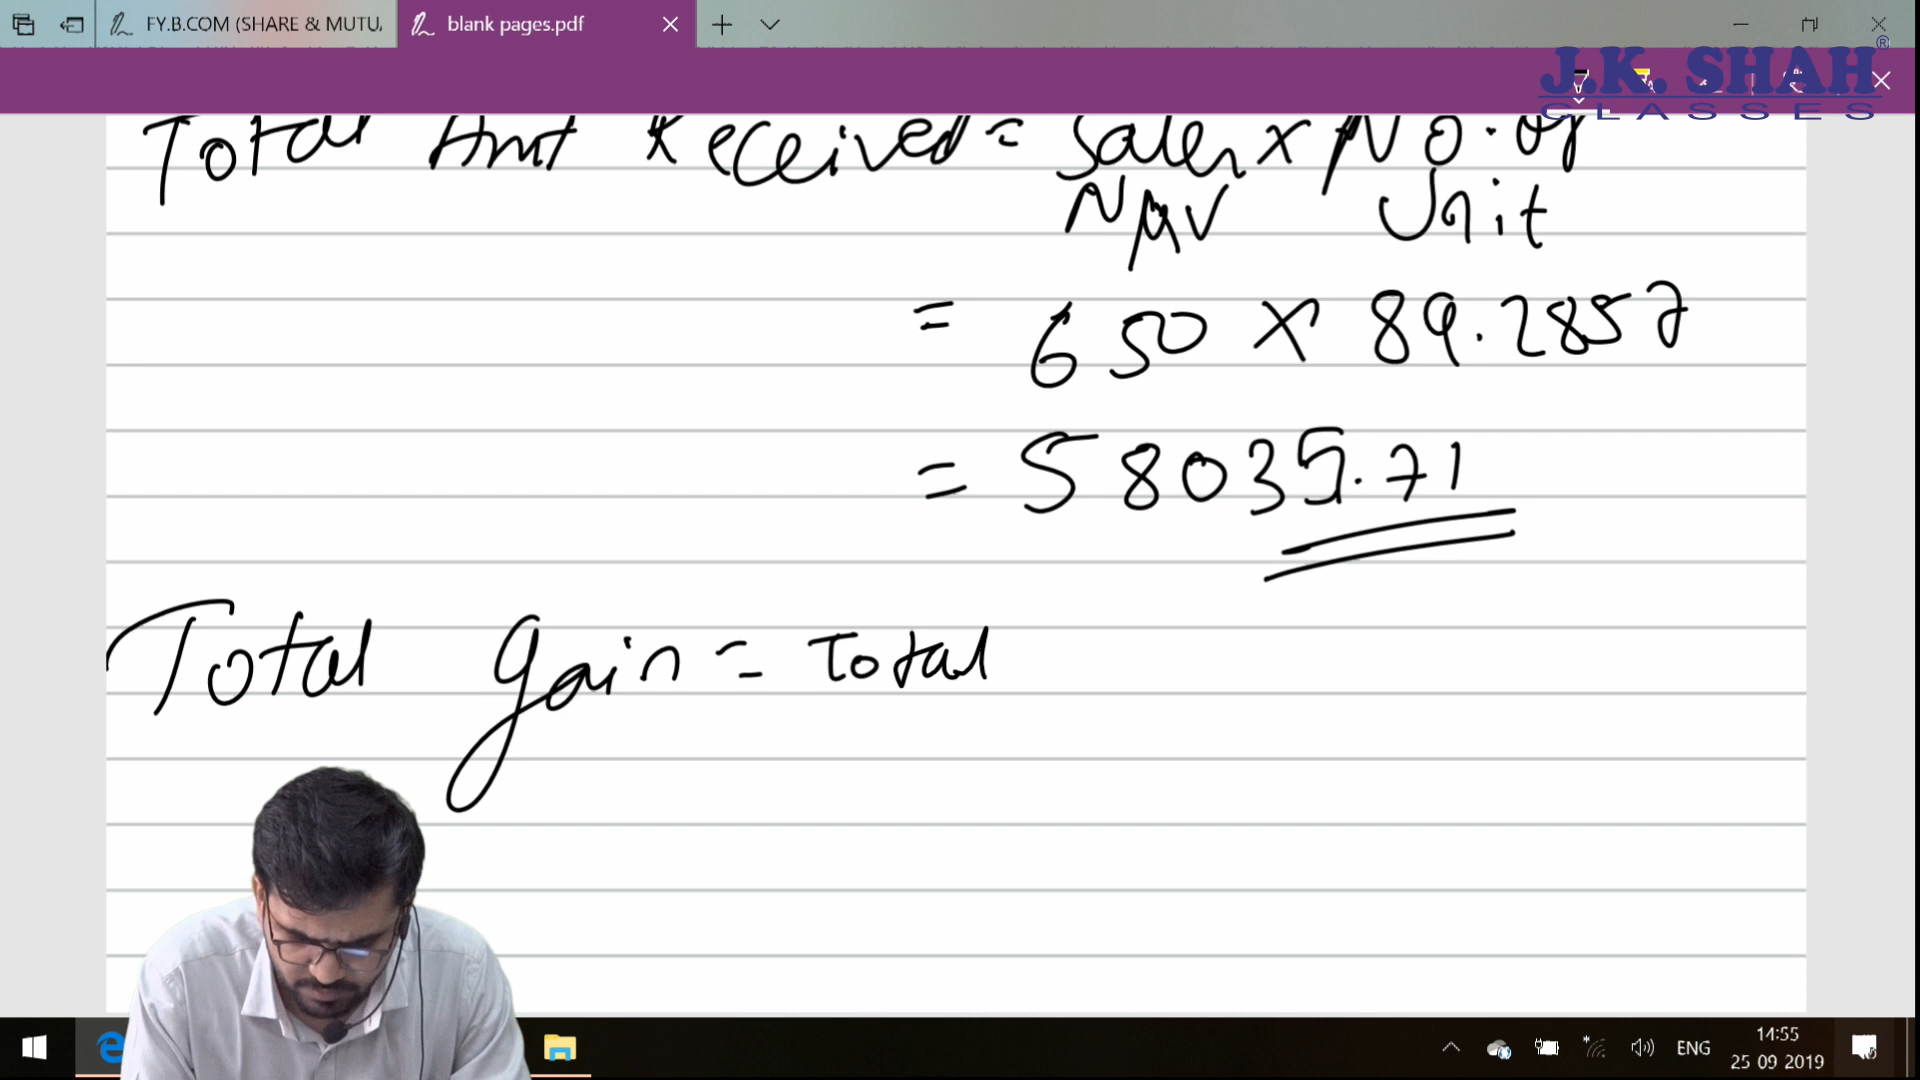 FY.B.COM (SHARE & MUTU
blank pages.pdf
J.K. SHAH®
CLASSES
Total Amt Received = Sales x No. of
NAV Unit
= 650 x 89.2857
= 58035.71
Total gain = Total
ENG
14:55
25 09 2019